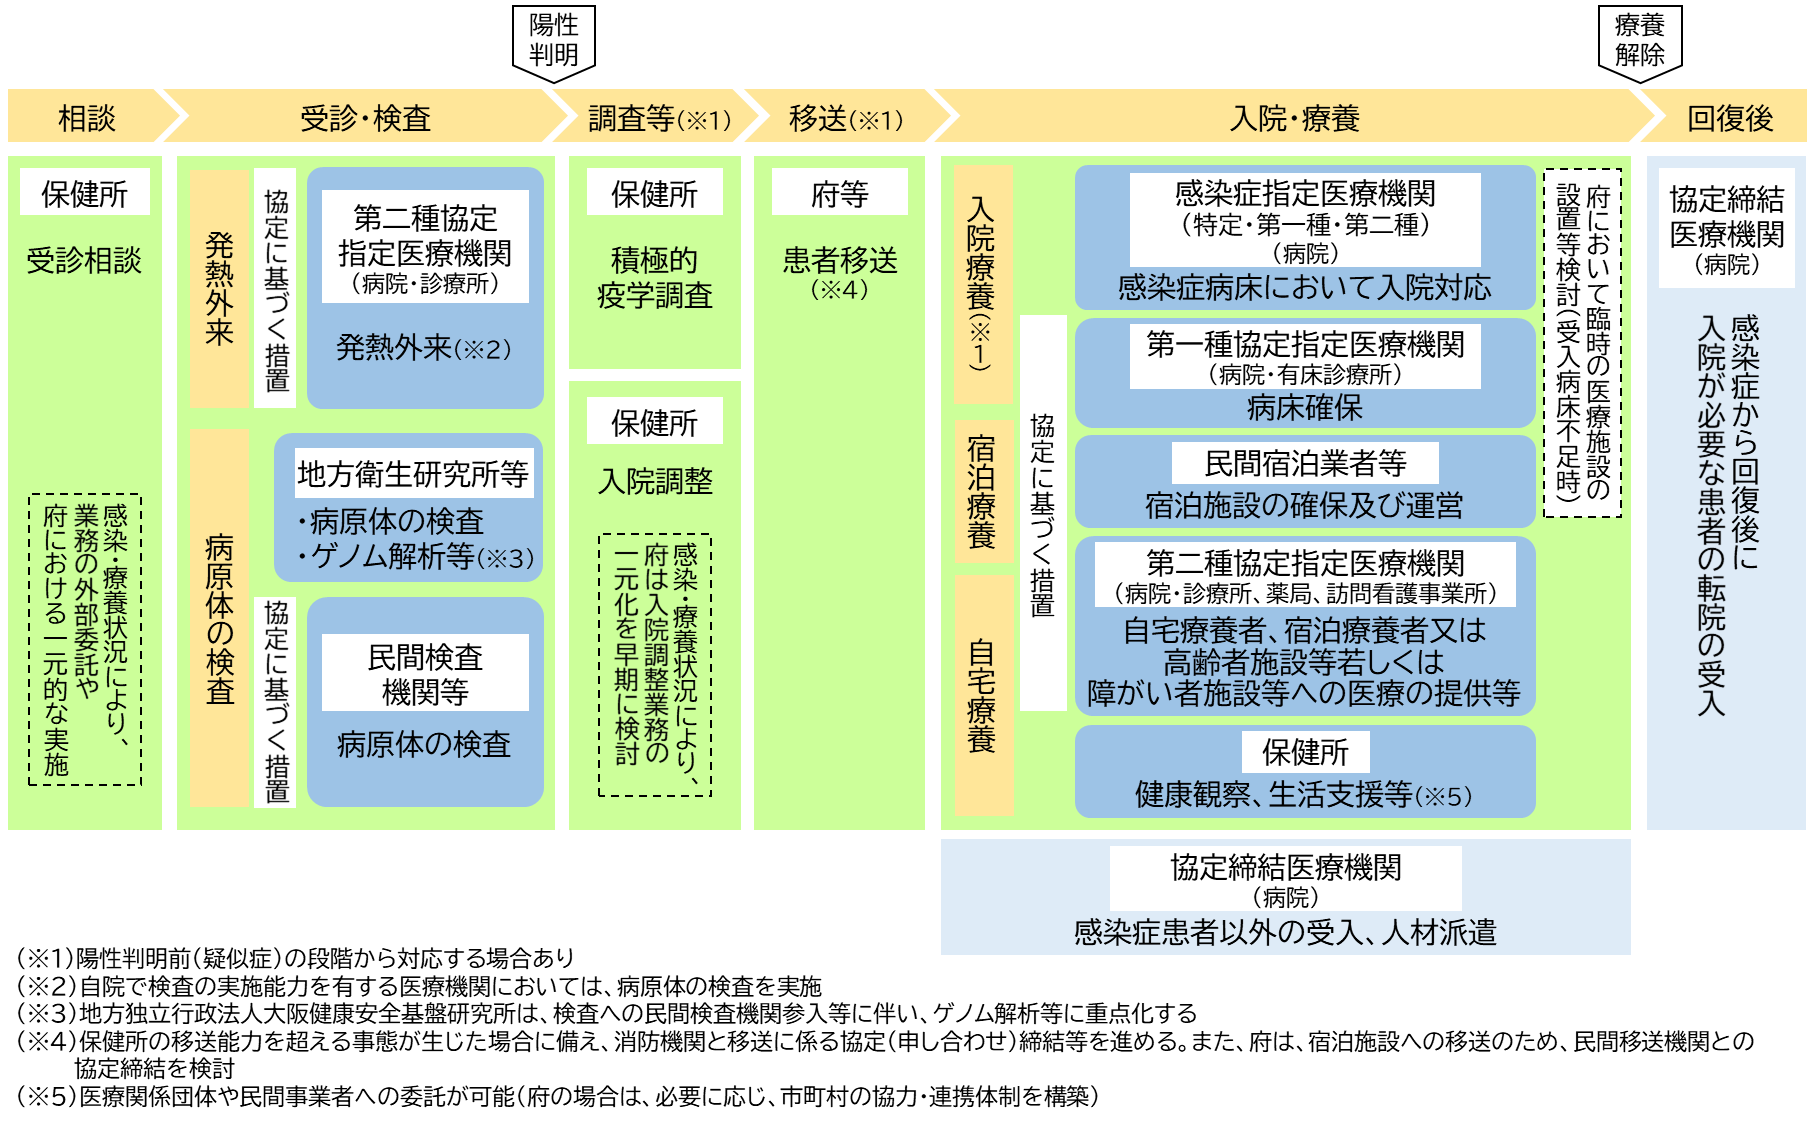 陽性
判明
療養
解除
相談
受診・検査
調査等(※1)
移送(※1)
入院・療養
回復後
保健所
受診相談
感染・療養状況により、
業務の外部委託や
府における一元的な実施
発熱外来
協定に基づく措置
第二種協定
指定医療機関
(病院・診療所)
発熱外来(※2)
病原体の検査
地方衛生研究所等
・病原体の検査
・ゲノム解析等(※3)
協定に基づく措置
民間検査
機関等
病原体の検査
保健所
積極的
疫学調査
保健所
入院調整
感染・療養状況により、
府は入院調整業務の
一元化を早期に検討
府等
患者移送
(※4)
入院療養(※1)
宿泊療養
自宅療養
協定に基づく措置
感染症指定医療機関
(特定・第一種・第二種)
(病院)
感染症病床において入院対応
第一種協定指定医療機関
(病院・有床診療所)
病床確保
民間宿泊業者等
宿泊施設の確保及び運営
第二種協定指定医療機関
(病院・診療所、薬局、訪問看護事業所)
自宅療養者、宿泊療養者又は
高齢者施設等若しくは
障がい者施設等への医療の提供等
保健所
健康観察、生活支援等(※5)
府において臨時の医療施設の
設置等検討(受入病床不足時)
協定締結医療機関
(病院)
感染症患者以外の受入、人材派遣
協定締結
医療機関
(病院)
感染症から回復後に
入院が必要な患者の転院の受入
(※1)陽性判明前(疑似症)の段階から対応する場合あり
(※2)自院で検査の実施能力を有する医療機関においては、病原体の検査を実施
(※3)地方独立行政法人大阪健康安全基盤研究所は、検査への民間検査機関参入等に伴い、ゲノム解析等に重点化する
(※4)保健所の移送能力を超える事態が生じた場合に備え、消防機関と移送に係る協定(申し合わせ)締結等を進める。また、府は、宿泊施設への移送のため、民間移送機関との
協定締結を検討
(※5)医療関係団体や民間事業者への委託が可能(府の場合は、必要に応じ、市町村の協力・連携体制を構築)